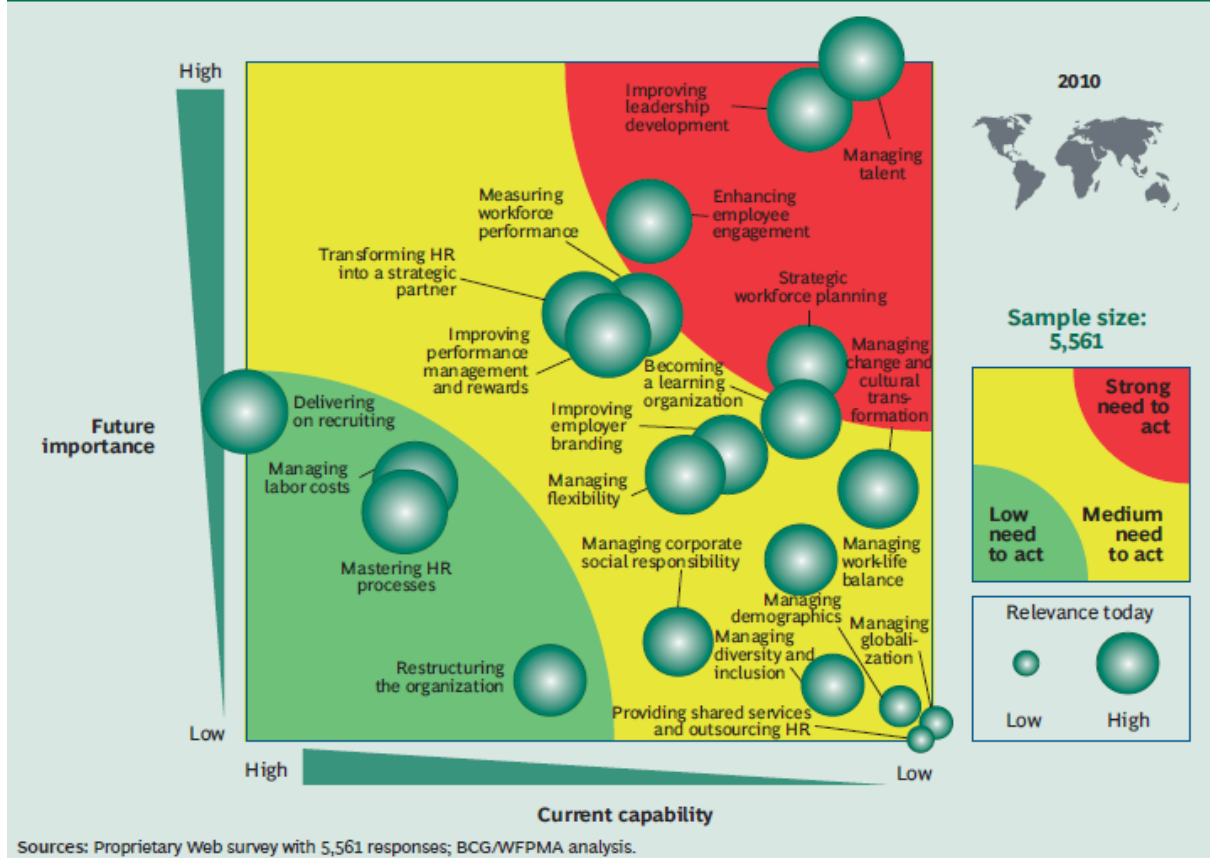 High
Improving
leadership
development
Managing
talent
2010
Measuring
workforce
performance
Enhancing
employee
engagement
Transforming HR
into a strategic
partner
Strategic
workforce planning
Improving
performance
management
and rewards
Becoming
a learning
organization
Managing
change and
cultural
trans-
formation
Sample size:
5,561
Strong
need to
act
Low
need
to act
Medium
need
to act
Future
importance
Delivering
on recruiting
Improving
employer
branding
Managing
labor costs
Managing
flexibility
Mastering HR
processes
Managing corporate
social responsibility
Managing
work-life
balance
Managing
demographics
Managing
globali-
zation
Managing
diversity and
inclusion
Restructuring
the organization
Providing shared services
and outsourcing HR
Relevance today
Low
High
Low
High
Low
Current capability
Sources: Proprietary Web survey with 5,561 responses; BCG/WFPMA analysis.